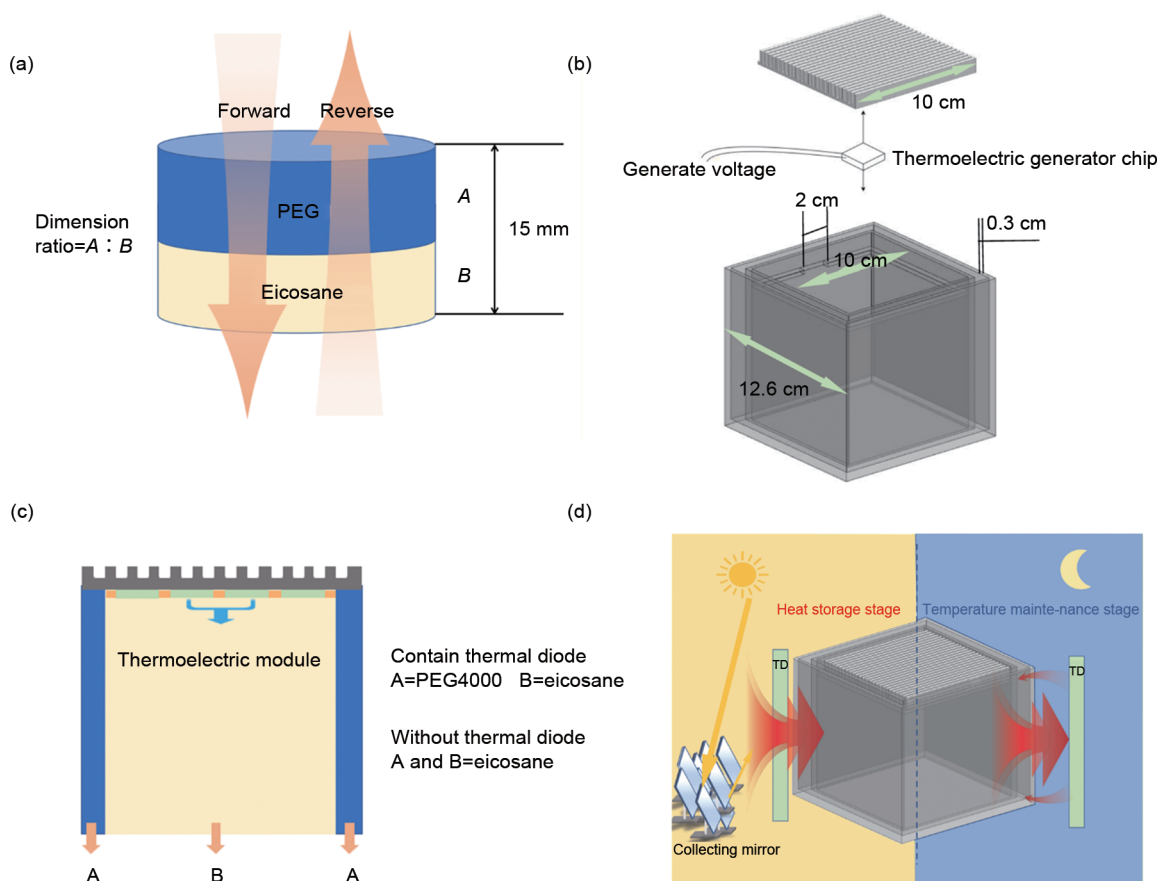 (a)
Forward
Reverse
PEG
Eicosane
A
B
15 mm
Dimension
ratio=A：B
(b)
10 cm
Generate voltage
Thermoelectric generator chip
2 cm
0.3 cm
10 cm
12.6 cm
(c)
Thermoelectric module
A
B
A
Contain thermal diode
A=PEG4000 B=eicosane
Without thermal diode
A and B=eicosane
(d)
Heat storage stage
Temperature mainte-nance stage
TD
TD
Collecting mirror